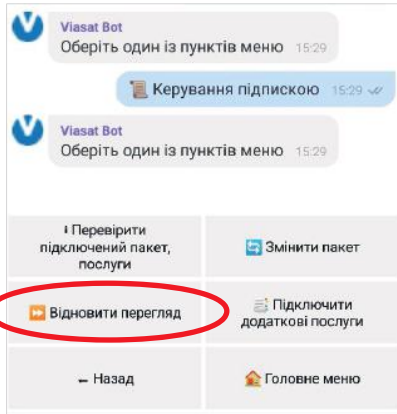 Viasat Bot
Оберіть один із пунктів меню 15:29
📜 Керування підпискою 15:29
Viasat Bot
Оберіть один із пунктів меню 15:29
ℹ Перевірити
підключений пакет,
послуги
🔄 Змінити пакет
⏩ Відновити перегляд
Підключити
додаткові послуги
← Назад
🏠 Головне меню